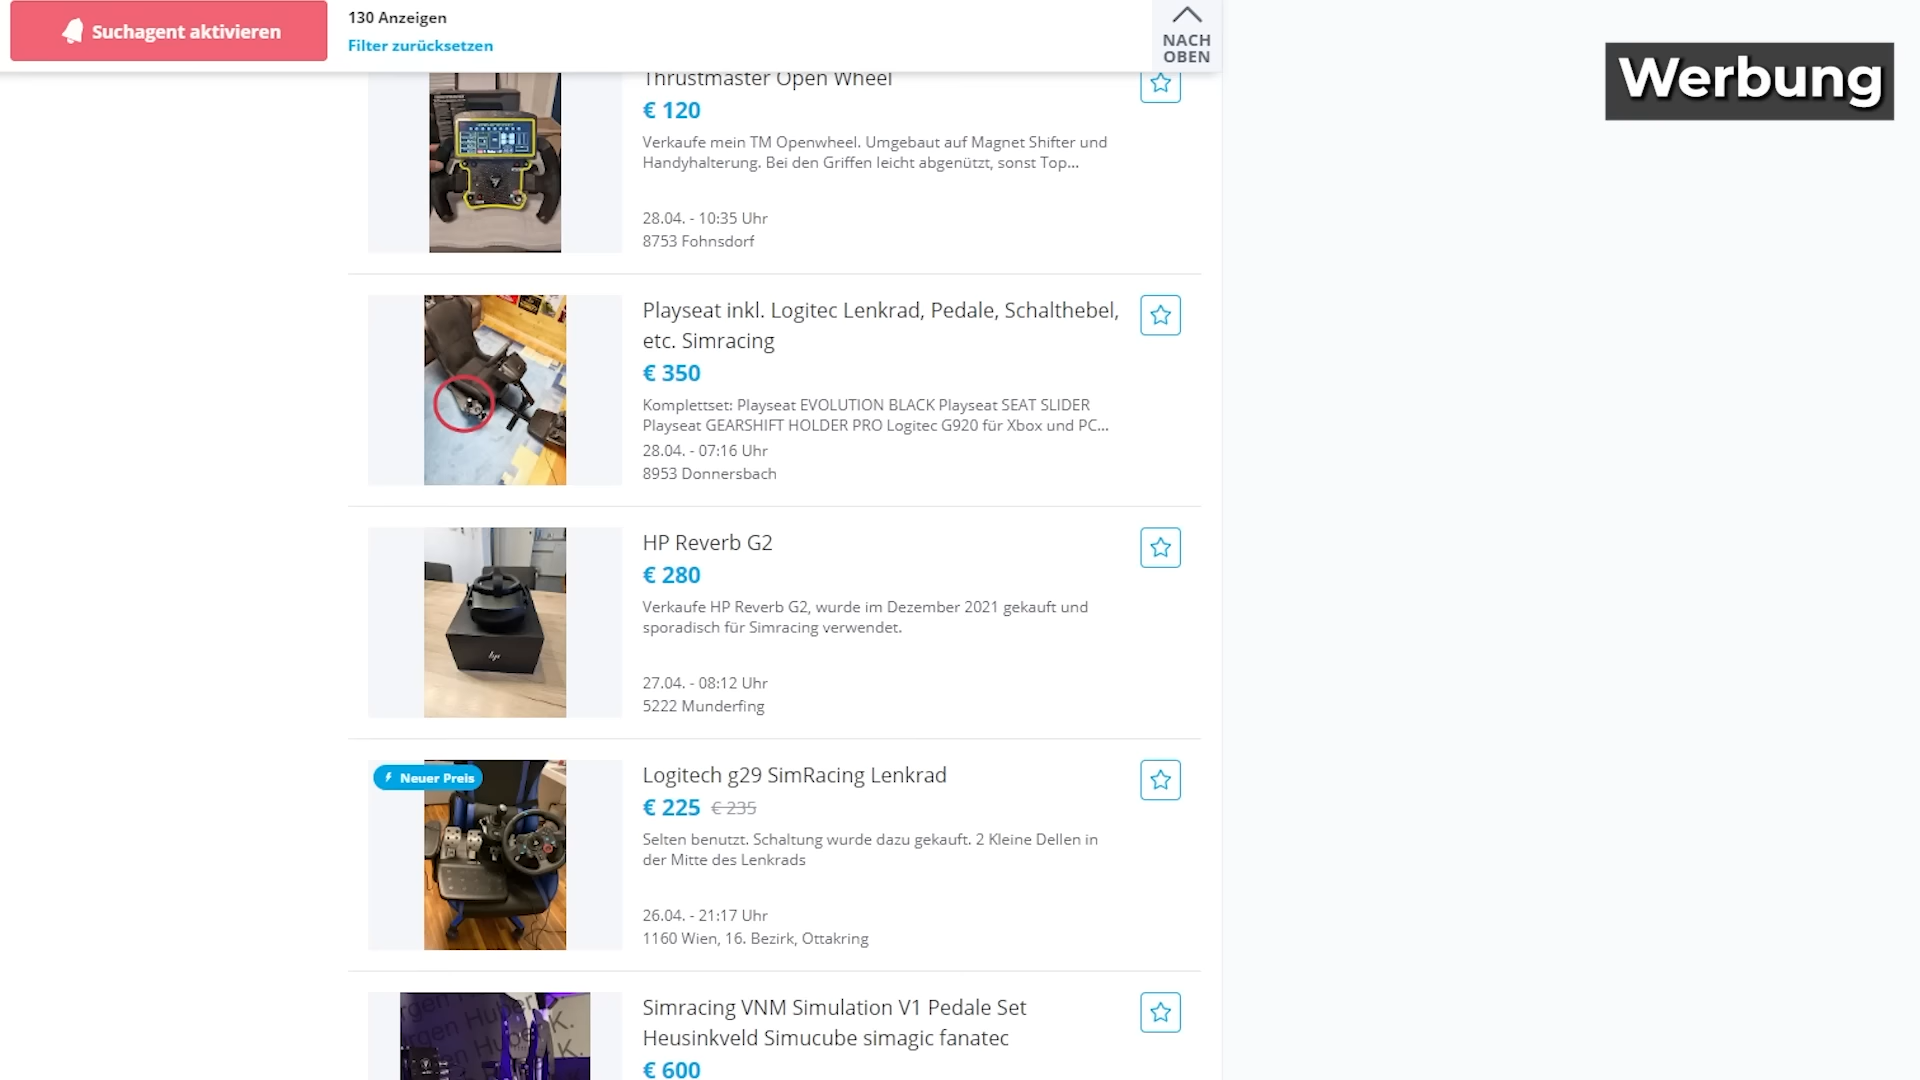 Suchagent aktivieren
130 Anzeigen
Filter zurücksetzen
NACH
OBEN
Werbung
Thrustmaster Open Wheel
€ 120
Verkaufe mein TM Openwheel. Umgebaut auf Magnet Shifter und
Handyhalterung. Bei den Griffen leicht abgenützt, sonst Top...
28.04. - 10:35 Uhr
8753 Fohnsdorf
Playseat inkl. Logitec Lenkrad, Pedale, Schalthebel,
etc. Simracing
€ 350
Komplettset: Playseat EVOLUTION BLACK Playseat SEAT SLIDER
Playseat GEARSHIFT HOLDER PRO Logitec G920 für Xbox und PC...
28.04. - 07:16 Uhr
8953 Donnersbach
HP Reverb G2
€ 280
Verkaufe HP Reverb G2, wurde im Dezember 2021 gekauft und
sporadisch für Simracing verwendet.
27.04. - 08:12 Uhr
5222 Munderfing
hp
Neuer Preis
Logitech g29 SimRacing Lenkrad
€ 225 € 235
Selten benutzt. Schaltung wurde dazu gekauft. 2 Kleine Dellen in
der Mitte des Lenkrads
26.04. - 21:17 Uhr
1160 Wien, 16. Bezirk, Ottakring
Simracing VNM Simulation V1 Pedale Set
Heusinkveld Simucube simagic fanatec
€ 600
rgen Huber K.